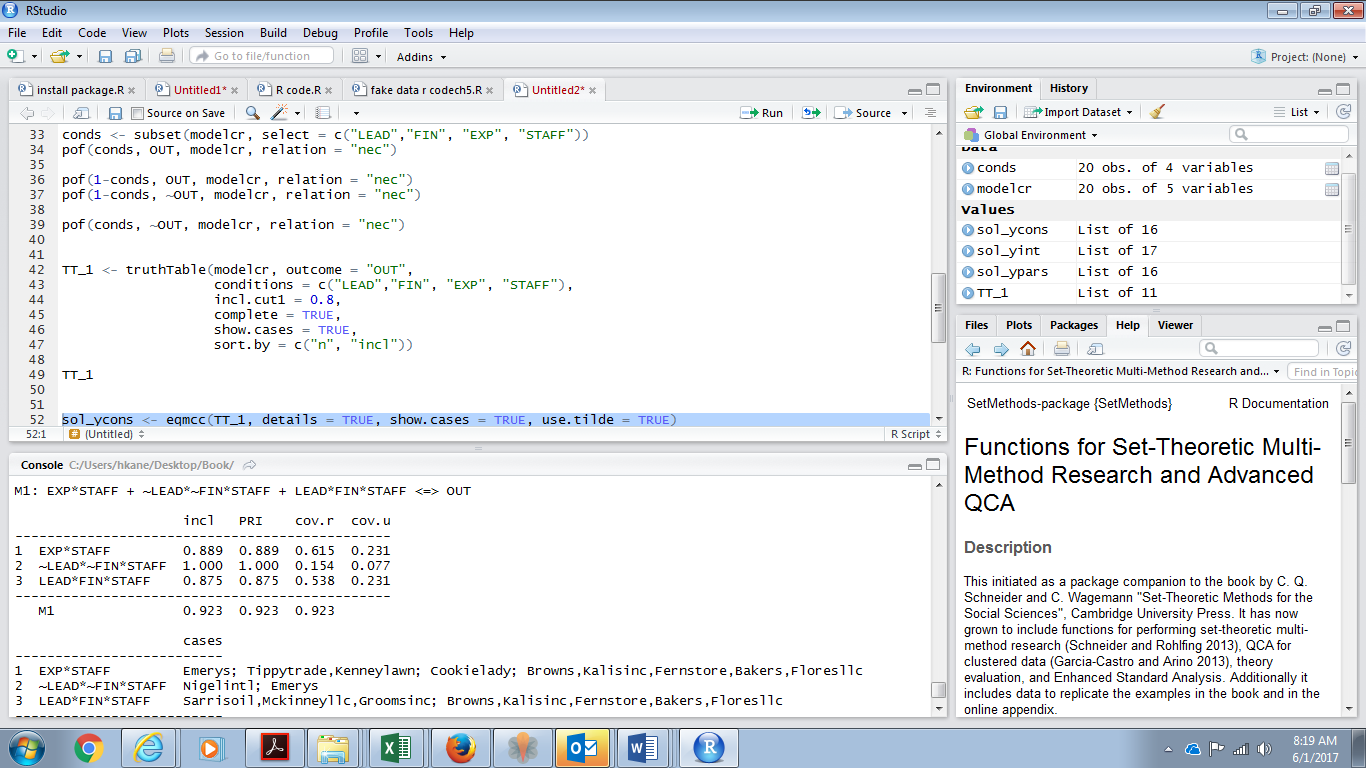 RStudio
File Edit Code View Plots Session Build Debug Profile Tools Help
Go to file/function Addins Project: (None)
install package.R Untitled1* R code.R fake data r codech5.R Untitled2*
Source on Save Run Source
33 conds <- subset(modelcr, select = c("LEAD","FIN", "EXP", "STAFF"))
34 pof(conds, OUT, modelcr, relation = "nec")
35
36 pof(1-conds, OUT, modelcr, relation = "nec")
37 pof(1-conds, ~OUT, modelcr, relation = "nec")
38
39 pof(conds, ~OUT, modelcr, relation = "nec")
40
41
42 TT_1 <- truthTable(modelcr, outcome = "OUT",
43 conditions = c("LEAD","FIN", "EXP", "STAFF"),
44 incl.cut1 = 0.8,
45 complete = TRUE,
46 show.cases = TRUE,
47 sort.by = c("n", "incl"))
48
49 TT_1
50
51
52 sol_ycons <- eqmcc(TT_1, details = TRUE, show.cases = TRUE, use.tilde = TRUE)
52:1 (Untitled) R Script
Console C:/Users/hkane/Desktop/Book/
M1: EXP*STAFF + ~LEAD*~FIN*STAFF + LEAD*FIN*STAFF <=> OUT
incl PRI cov.r cov.u
-----------------------------------------------
1 EXP*STAFF 0.889 0.889 0.615 0.231
2 ~LEAD*~FIN*STAFF 1.000 1.000 0.154 0.077
3 LEAD*FIN*STAFF 0.875 0.875 0.538 0.231
-----------------------------------------------
M1 0.923 0.923 0.923
cases
--------------------------
1 EXP*STAFF Emerys; Tippytrade,Kenneylawn; Cookielady; Browns,Kalisinc,Fernstore,Bakers,Floresllc
2 ~LEAD*~FIN*STAFF Nigelintl; Emerys
3 LEAD*FIN*STAFF Sarrisoil,Mckinneyllc,Groomsinc; Browns,Kalisinc,Fernstore,Bakers,Floresllc
--------------------------
Environment History
Import Dataset List
Global Environment
Data
conds 20 obs. of 4 variables
modelcr 20 obs. of 5 variables
Values
sol_ycons List of 16
sol_yint List of 17
sol_ypars List of 16
TT_1 List of 11
Files Plots Packages Help Viewer
R: Functions for Set-Theoretic Multi-Method Research and... Find in Topic
SetMethods-package {SetMethods} R Documentation
Functions for Set-Theoretic Multi-
Method Research and Advanced
QCA
Description
This initiated as a package companion to the book by C. Q.
Schneider and C. Wagemann "Set-Theoretic Methods for the
Social Sciences", Cambridge University Press. It has now
grown to include functions for performing set-theoretic multi-
method research (Schneider and Rohlfing 2013), QCA for
clustered data (Garcia-Castro and Arino 2013), theory
evaluation, and Enhanced Standard Analysis. Additionally it
includes data to replicate the examples in the book and in the
online appendix.
8:19 AM
6/1/2017